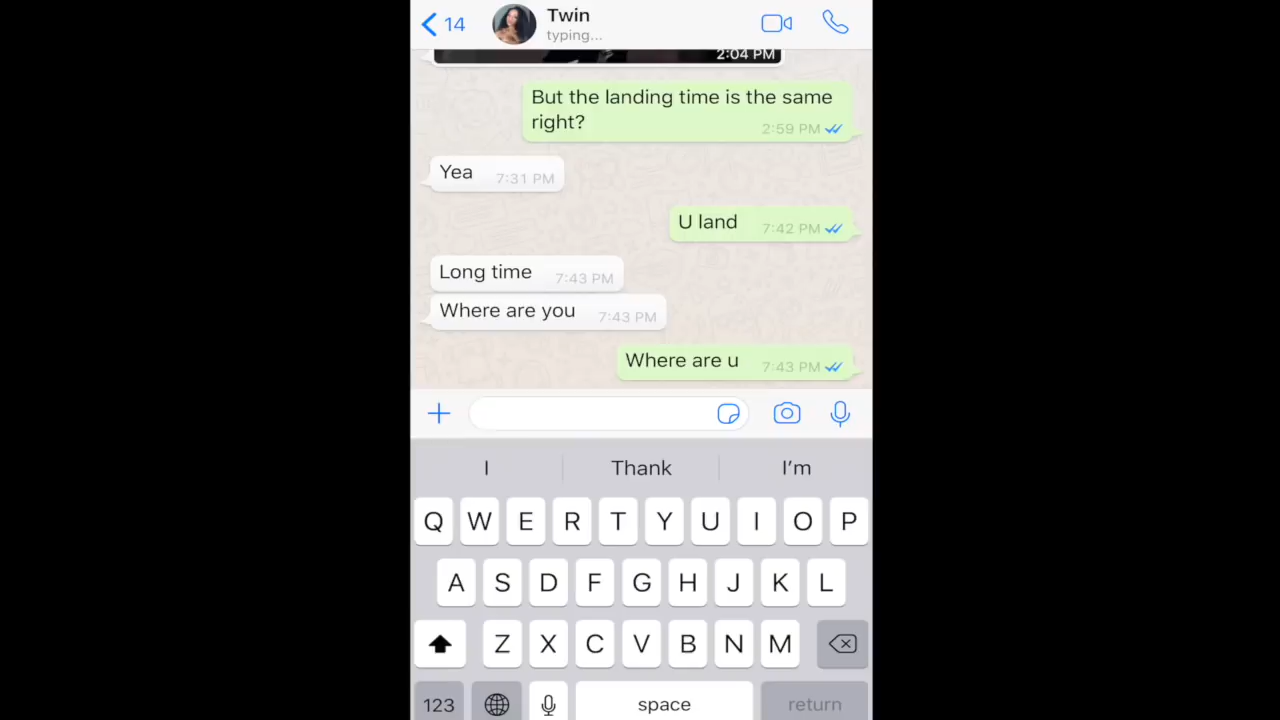 14
Twin
typing...
2:04 PM
But the landing time is the same
right?
2:59 PM
Yea
7:31 PM
U land
7:42 PM
Long time
7:43 PM
Where are you
7:43 PM
Where are u
7:43 PM
I
Thank
I'm
Q W E R T Y U I O P
A S D F G H J K L
Z X C V B N M
123
space
return